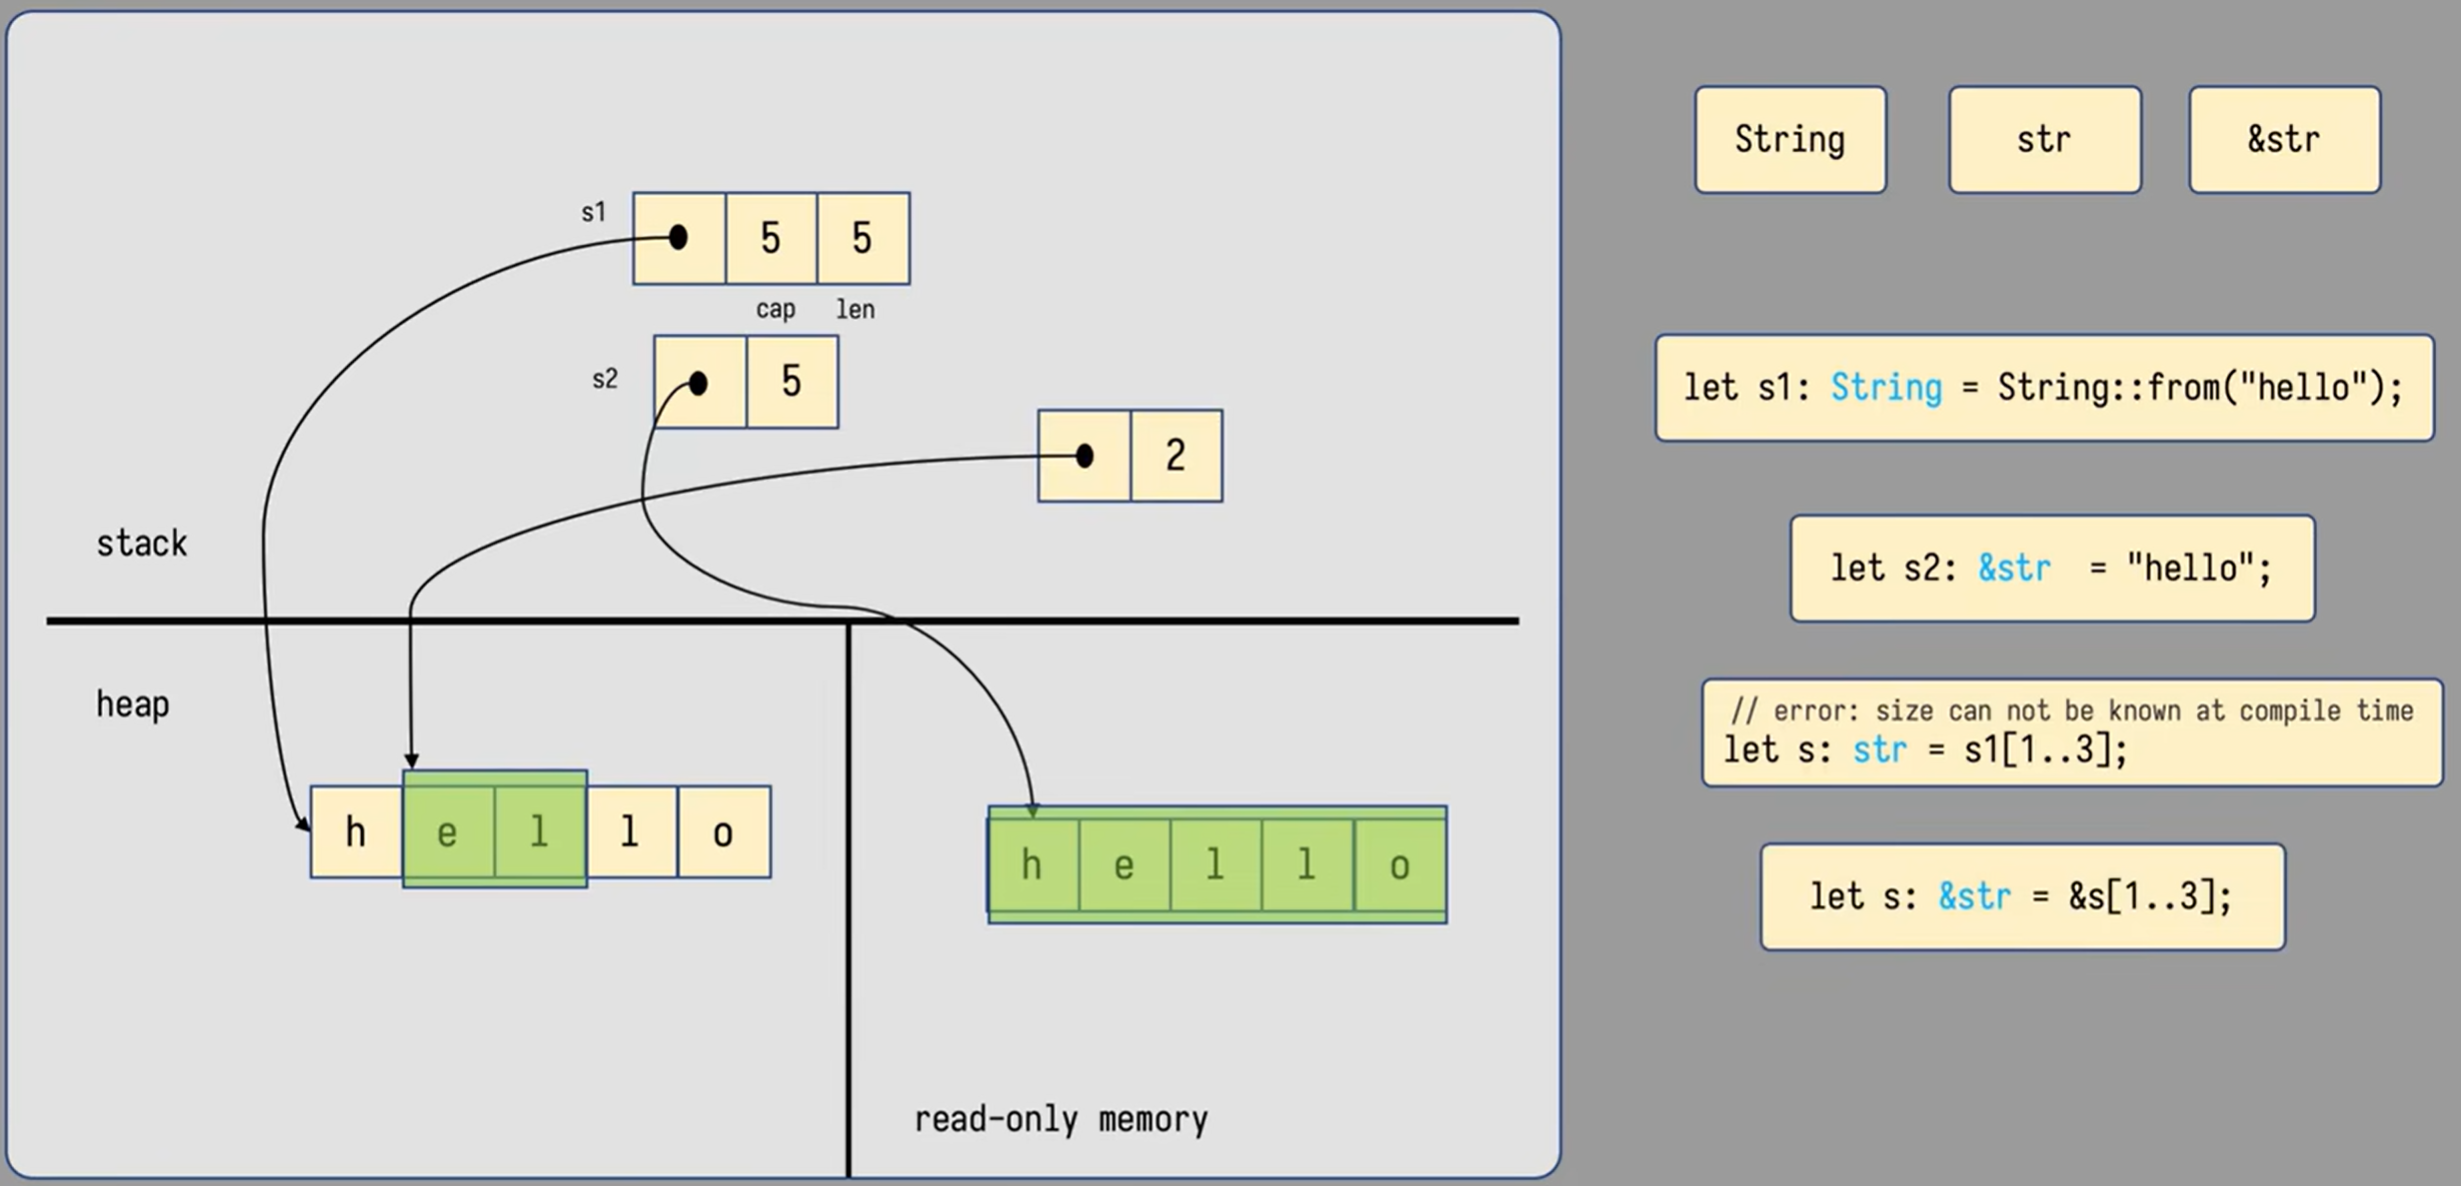 s1
5
5
cap
len
s2
5
2
stack
heap
h
e
l
l
o
h
e
l
l
o
read-only memory
String
str
&str
let s1: String = String::from("hello");
let s2: &str  = "hello";
// error: size can not be known at compile time
let s: str = s1[1..3];
let s: &str = &s[1..3];